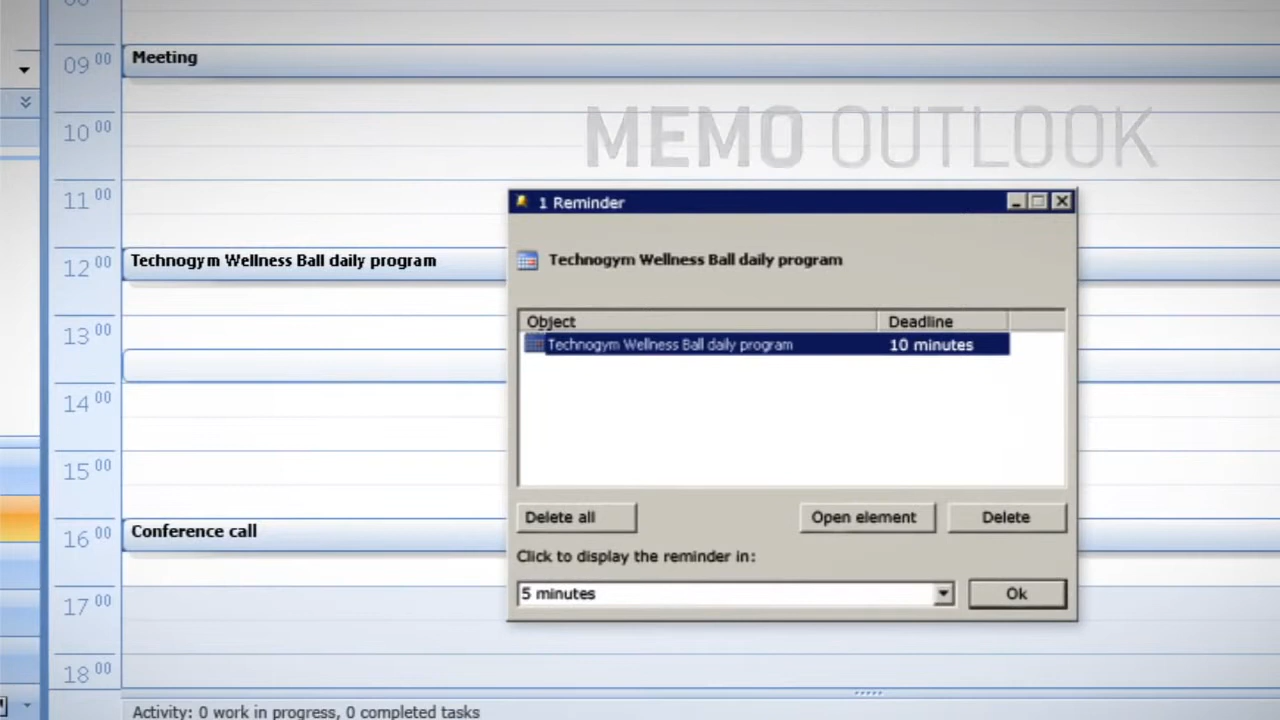 09 00 Meeting
MEMO OUTLOOK
10 00
11 00
1 Reminder
12 00 Technogym Wellness Ball daily program
Technogym Wellness Ball daily program
Object Deadline
Technogym Wellness Ball daily program 10 minutes
13 00
14 00
15 00
Delete all Open element Delete
16 00 Conference call
Click to display the reminder in:
5 minutes Ok
17 00
18 00
Activity: 0 work in progress, 0 completed tasks